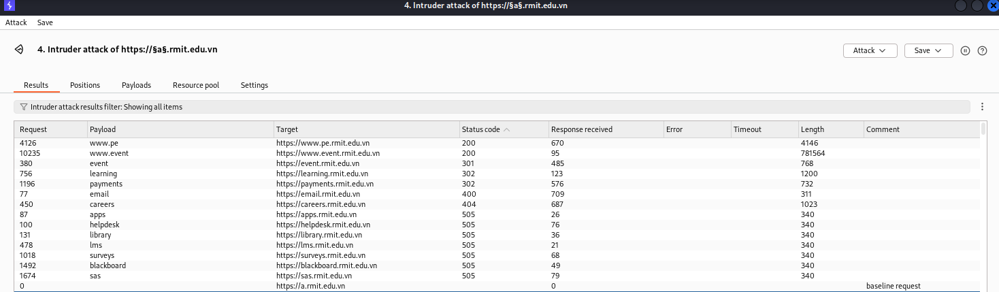 4. Intruder attack of https://§a§.rmit.edu.vn
Attack Save
4. Intruder attack of https://§a§.rmit.edu.vn
Attack Save
Results Positions Payloads Resource pool Settings
Intruder attack results filter: Showing all items
Request Payload Target Status code Response received Error Timeout Length Comment
4126 www.pe https://www.pe.rmit.edu.vn 200 670 4146
10235 www.event https://www.event.rmit.edu.vn 200 95 781564
380 event https://event.rmit.edu.vn 301 485 768
756 learning https://learning.rmit.edu.vn 302 123 1200
1196 payments https://payments.rmit.edu.vn 302 576 732
77 email https://email.rmit.edu.vn 400 709 311
450 careers https://careers.rmit.edu.vn 404 687 1023
87 apps https://apps.rmit.edu.vn 505 26 340
100 helpdesk https://helpdesk.rmit.edu.vn 505 76 340
131 library https://library.rmit.edu.vn 505 36 340
478 lms https://lms.rmit.edu.vn 505 21 340
1018 surveys https://surveys.rmit.edu.vn 505 68 340
1492 blackboard https://blackboard.rmit.edu.vn 505 49 340
1674 sas https://sas.rmit.edu.vn 505 79 340
0 https://a.rmit.edu.vn 0 baseline request